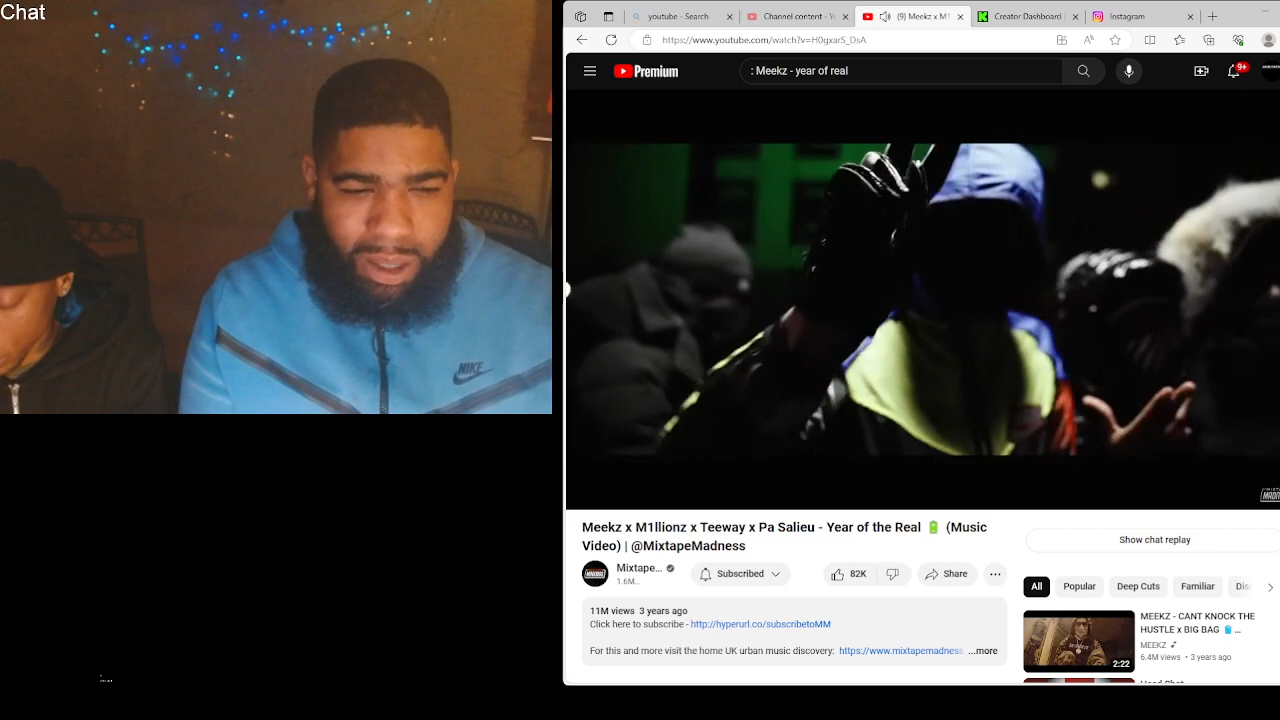 Chat
youtube - Search
Channel content - Yo
(9) Meekz x M1
Creator Dashboard |
Instagram
https://www.youtube.com/watch?v=H0gxarS_DsA
Premium
: Meekz - year of real
9+
NIKE
Meekz x M1llionz x Teeway x Pa Salieu - Year of the Real 🔋 (Music
Video) | @MixtapeMadness
Mixtape...
1.6M...
Subscribed
82K
Share
Show chat replay
11M views 3 years ago
Click here to subscribe - http://hyperurl.co/subscribetoMM
For this and more visit the home UK urban music discovery: https://www.mixtapemadness ...more
All
Popular
Deep Cuts
Familiar
MEEKZ - CANT KNOCK THE
HUSTLE x BIG BAG 🧊 ...
MEEKZ
6.4M views • 3 years ago
2:22